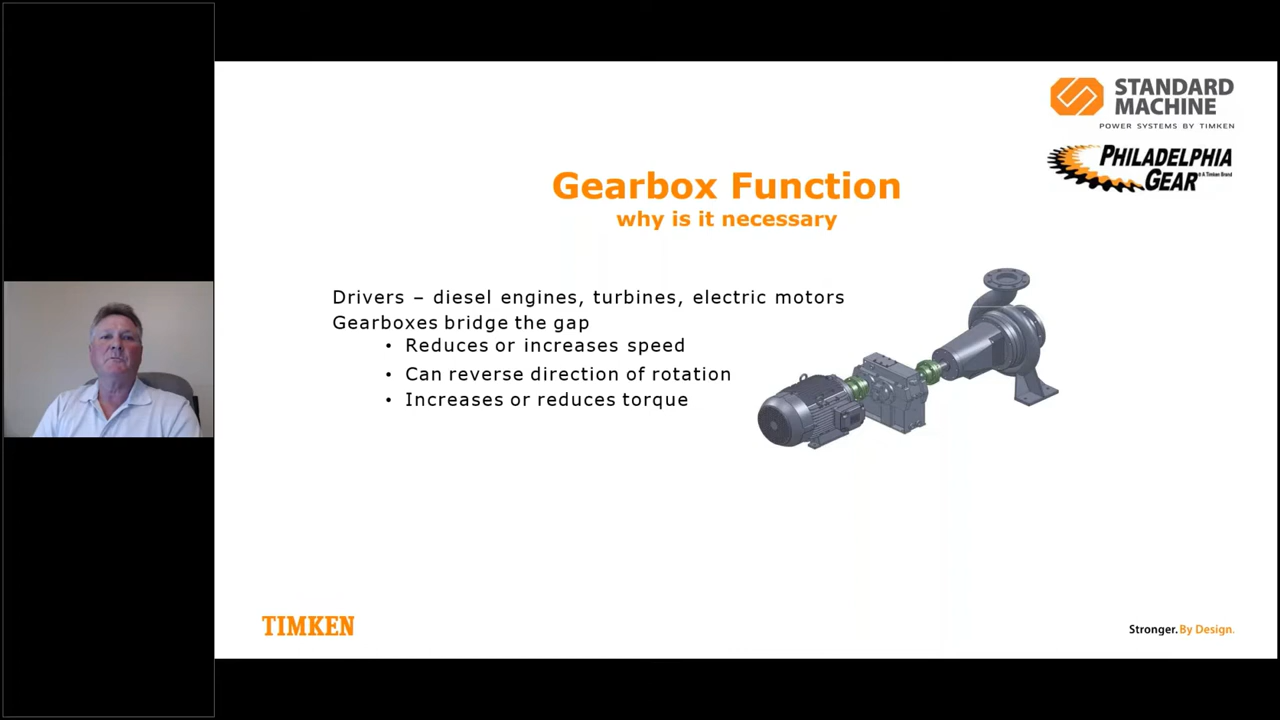 STANDARD
MACHINE
POWER SYSTEMS BY TIMKEN
PHILADELPHIA
GEAR
A Timken Brand
Gearbox Function
why is it necessary
Drivers – diesel engines, turbines, electric motors
Gearboxes bridge the gap
• Reduces or increases speed
• Can reverse direction of rotation
• Increases or reduces torque
TIMKEN
Stronger. By Design.